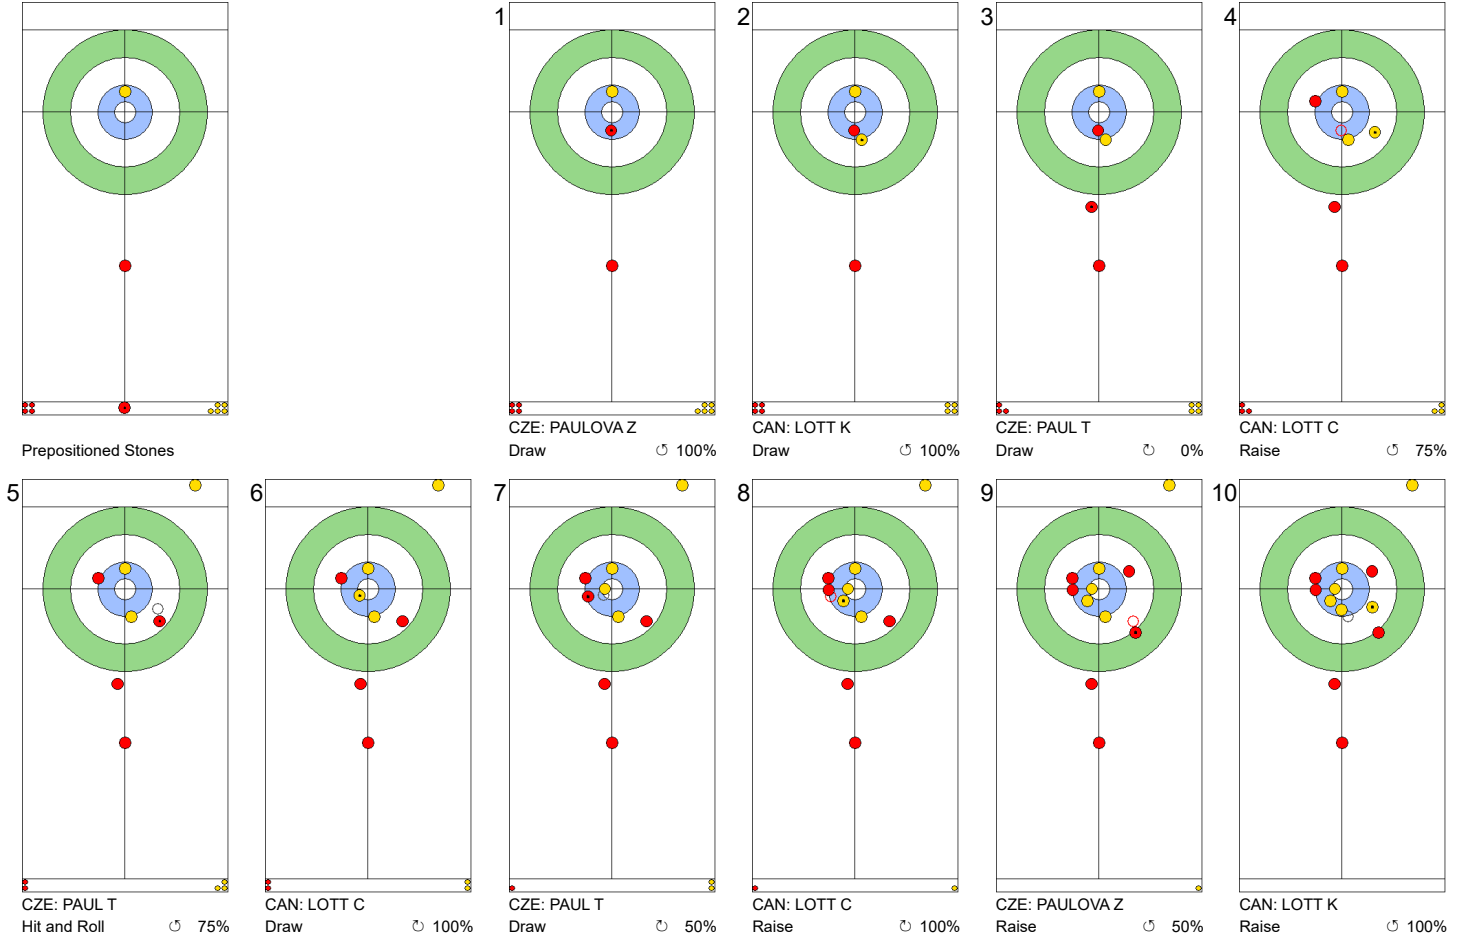 Prepositioned Stones
1
CZE: PAULOVA Z
Draw 100%
2
CAN: LOTT K
Draw 100%
3
CZE: PAUL T
Draw 0%
4
CAN: LOTT C
Raise 75%
5
CZE: PAUL T
Hit and Roll 75%
6
CAN: LOTT C
Draw 100%
7
CZE: PAUL T
Draw 50%
8
CAN: LOTT C
Raise 100%
9
CZE: PAULOVA Z
Raise 50%
10
CAN: LOTT K
Raise 100%